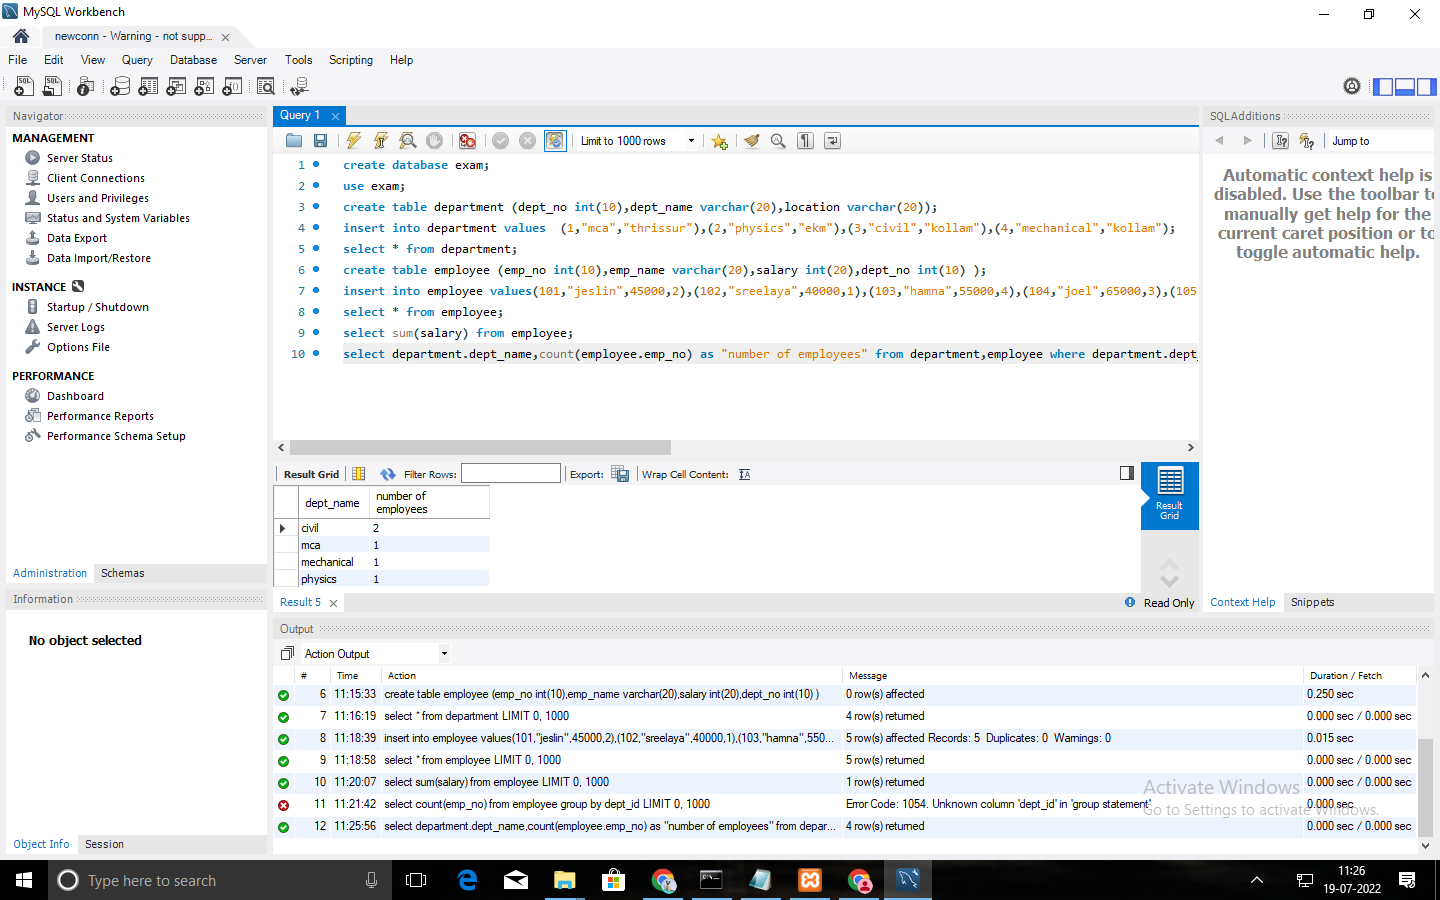 MySQL Workbench
newconn - Warning - not supp...
File Edit View Query Database Server Tools Scripting Help
Navigator
MANAGEMENT
Server Status
Client Connections
Users and Privileges
Status and System Variables
Data Export
Data Import/Restore
INSTANCE
Startup / Shutdown
Server Logs
Options File
PERFORMANCE
Dashboard
Performance Reports
Performance Schema Setup
Administration Schemas
Information
No object selected
Object Info Session
Query 1
Limit to 1000 rows
1 create database exam;
2 use exam;
3 create table department (dept_no int(10),dept_name varchar(20),location varchar(20));
4 insert into department values (1,"mca","thrissur"),(2,"physics","ekm"),(3,"civil","kollam"),(4,"mechanical","kollam");
5 select * from department;
6 create table employee (emp_no int(10),emp_name varchar(20),salary int(20),dept_no int(10) );
7 insert into employee values(101,"jeslin",45000,2),(102,"sreelaya",40000,1),(103,"hamna",55000,4),(104,"joel",65000,3),(105
8 select * from employee;
9 select sum(salary) from employee;
10 select department.dept_name,count(employee.emp_no) as "number of employees" from department,employee where department.dept_
Result Grid Filter Rows: Export: Wrap Cell Content:
dept_name number of employees
civil 2
mca 1
mechanical 1
physics 1
Result Grid
Result 5 Read Only
SQLAdditions
Jump to
Automatic context help is
disabled. Use the toolbar to
manually get help for the
current caret position or to
toggle automatic help.
Context Help Snippets
Output
Action Output
# Time Action Message Duration / Fetch
6 11:15:33 create table employee (emp_no int(10),emp_name varchar(20),salary int(20),dept_no int(10) ) 0 row(s) affected 0.250 sec
7 11:16:19 select * from department LIMIT 0, 1000 4 row(s) returned 0.000 sec / 0.000 sec
8 11:18:39 insert into employee values(101,"jeslin",45000,2),(102,"sreelaya",40000,1),(103,"hamna",550... 5 row(s) affected Records: 5 Duplicates: 0 Warnings: 0 0.015 sec
9 11:18:58 select * from employee LIMIT 0, 1000 5 row(s) returned 0.000 sec / 0.000 sec
10 11:20:07 select sum(salary) from employee LIMIT 0, 1000 1 row(s) returned 0.000 sec / 0.000 sec
11 11:21:42 select count(emp_no) from employee group by dept_id LIMIT 0, 1000 Error Code: 1054. Unknown column 'dept_id' in 'group statement' 0.000 sec
12 11:25:56 select department.dept_name,count(employee.emp_no) as "number of employees" from depar... 4 row(s) returned 0.000 sec / 0.000 sec
Activate Windows
Go to Settings to activate Windows.
Type here to search
11:26
19-07-2022